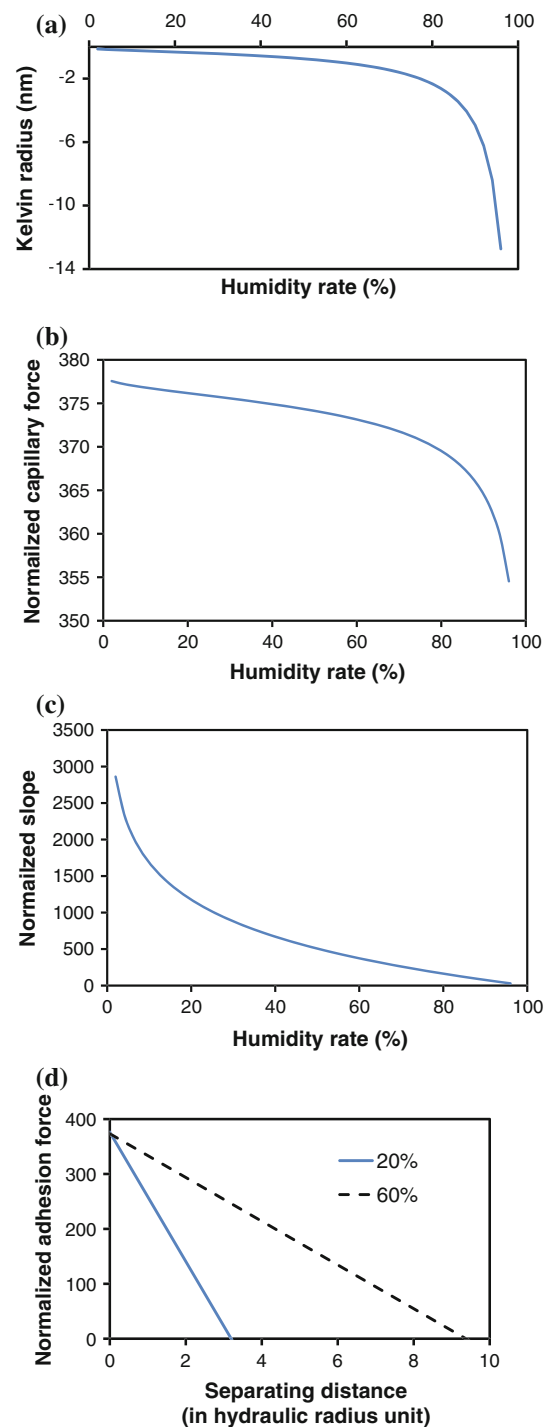 (a)
0 20 40 60 80 100
-2
-6
-10
-14
Kelvin radius (nm)
Humidity rate (%)
(b)
380
375
370
365
360
355
350
Normailzed capillary force
0 20 40 60 80 100
Humidity rate (%)
(c)
3500
3000
2500
2000
1500
1000
500
0
Normailzed slope
0 20 40 60 80 100
Humidity rate (%)
(d)
400
300
200
100
0
Normalized adhesion force
20%
60%
0 2 4 6 8 10
Separating distance
(in hydraulic radius unit)